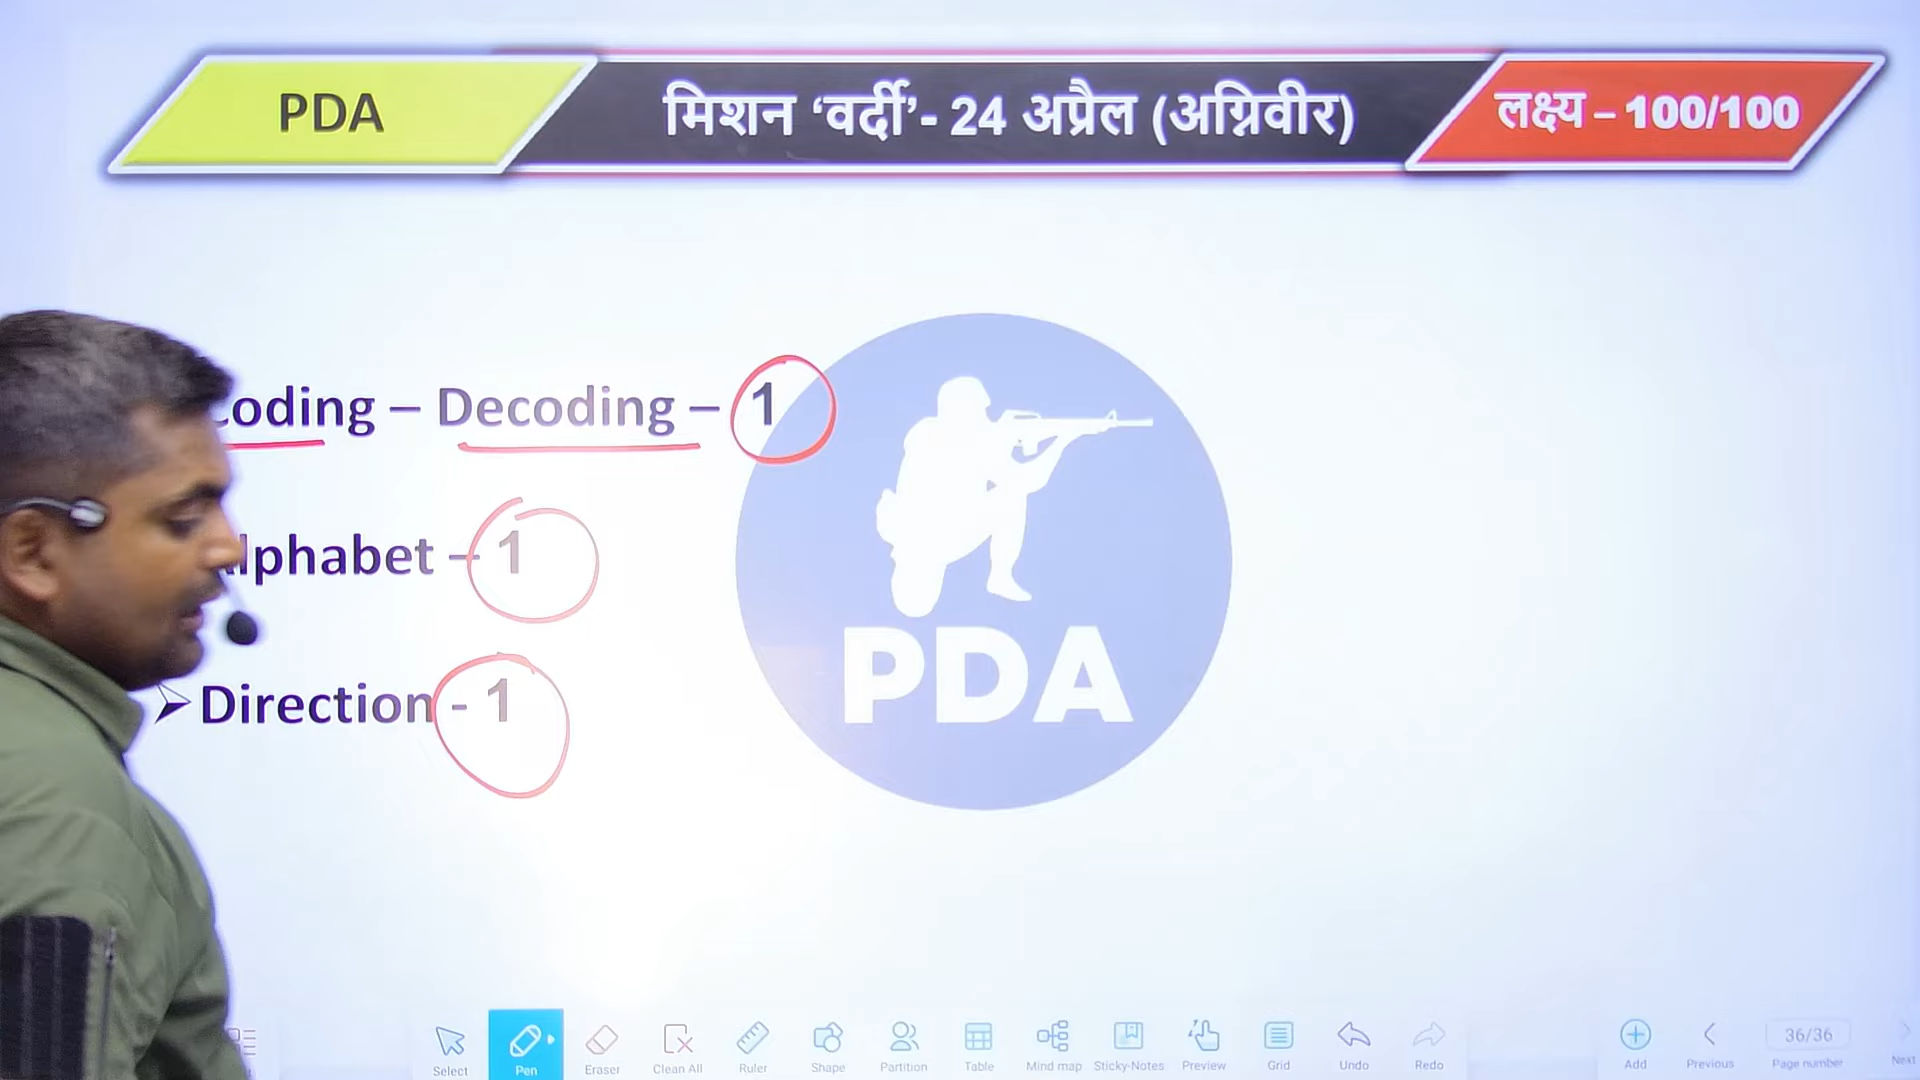 PDA
मिशन ‘वर्दी’- 24 अप्रैल (अग्निवीर)
लक्ष्य – 100/100
Coding – Decoding – 1
lphabet – 1
➢ Direction - 1
PDA
Select
Pen
Eraser
Clean All
Ruler
Shape
Partition
Table
Mind map
Sticky-Notes
Preview
Grid
Undo
Redo
Add
Previous
36/36
Page number
Next